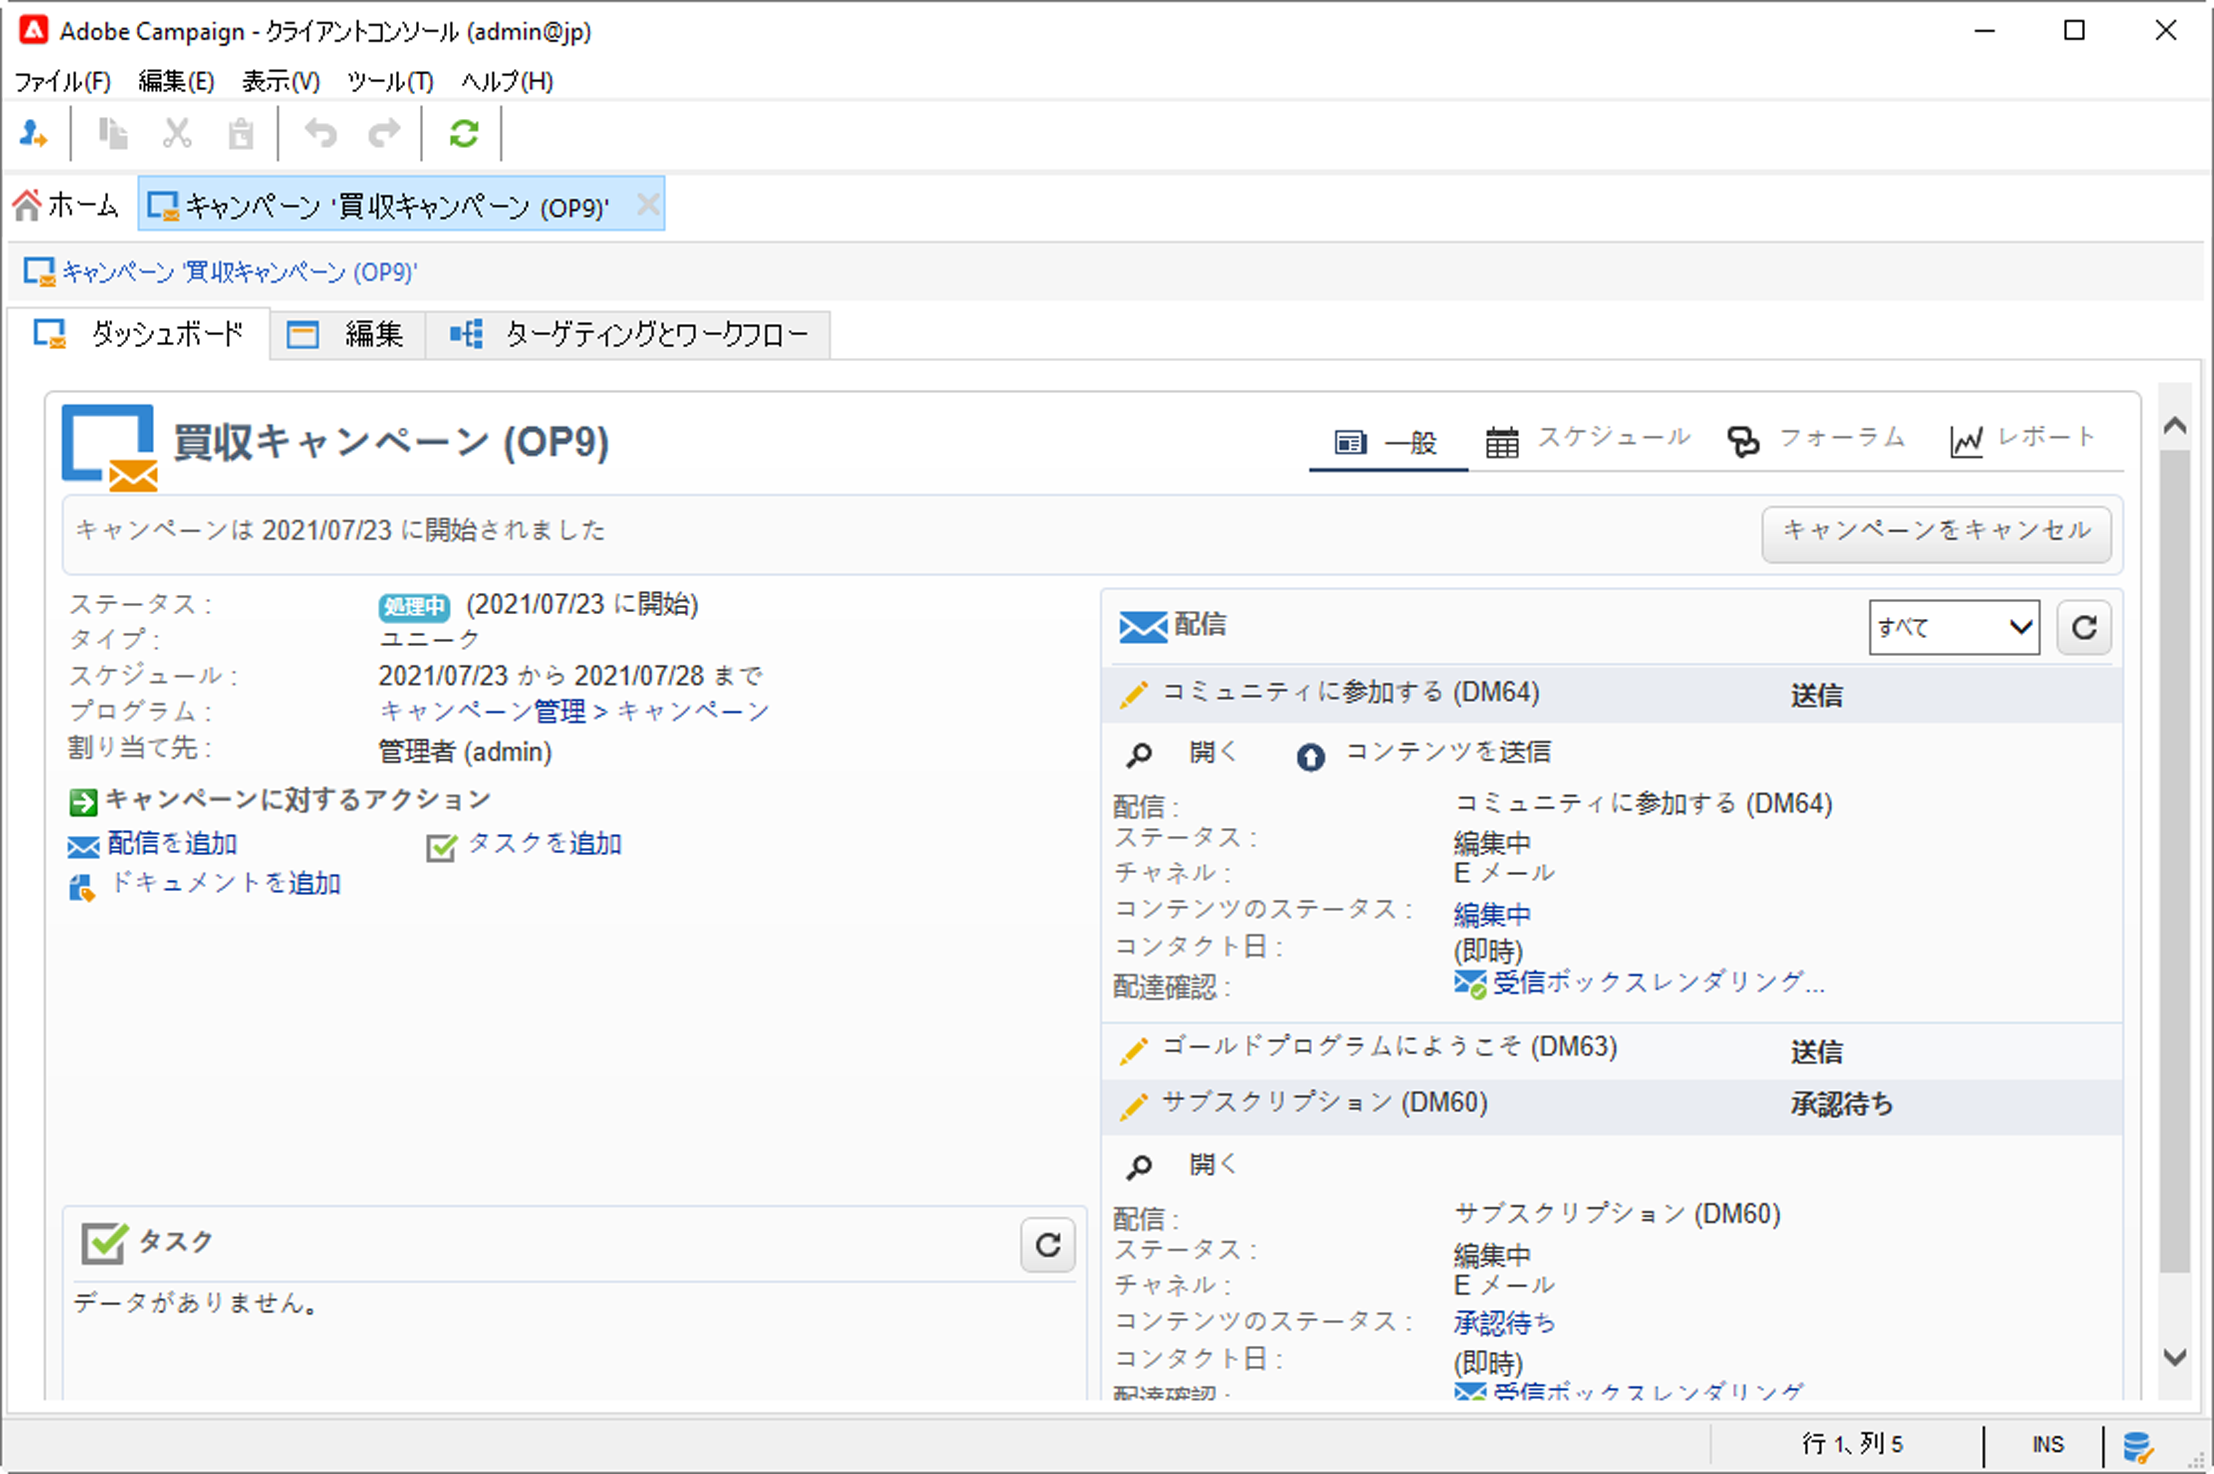 Adobe Campaign - クライアントコンソール (admin@jp)
ファイル(F) 編集(E) 表示(V) ツール(T) ヘルプ(H)
ホーム キャンペーン '買収キャンペーン (OP9)'
キャンペーン '買収キャンペーン (OP9)'
ダッシュボード 編集 ターゲティングとワークフロー
買収キャンペーン (OP9)
一般 スケジュール フォーラム レポート
キャンペーンは 2021/07/23 に開始されました
キャンペーンをキャンセル
ステータス : 処理中 (2021/07/23 に開始)
タイプ : ユニーク
スケジュール : 2021/07/23 から 2021/07/28 まで
プログラム : キャンペーン管理 > キャンペーン
割り当て先 : 管理者 (admin)
キャンペーンに対するアクション
配信を追加 タスクを追加
ドキュメントを追加
タスク
データがありません。
配信 すべて
コミュニティに参加する (DM64) 送信
開く コンテンツを送信
配信 : コミュニティに参加する (DM64)
ステータス : 編集中
チャネル : E メール
コンテンツのステータス : 編集中
コンタクト日 : (即時)
配達確認 : 受信ボックスレンダリング...
ゴールドプログラムにようこそ (DM63) 送信
サブスクリプション (DM60) 承認待ち
開く
配信 : サブスクリプション (DM60)
ステータス : 編集中
チャネル : E メール
コンテンツのステータス : 承認待ち
コンタクト日 : (即時)
配達確認 : 受信ボックスレンダリング
行 1、列 5 INS